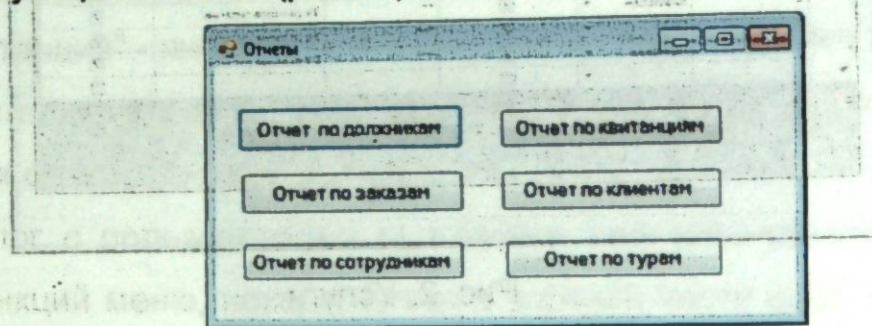 Отчеты
Отчет по должникам
Отчет по квитанциям
Отчет по заказам
Отчет по клиентам
Отчет по сотрудникам
Отчет по турам